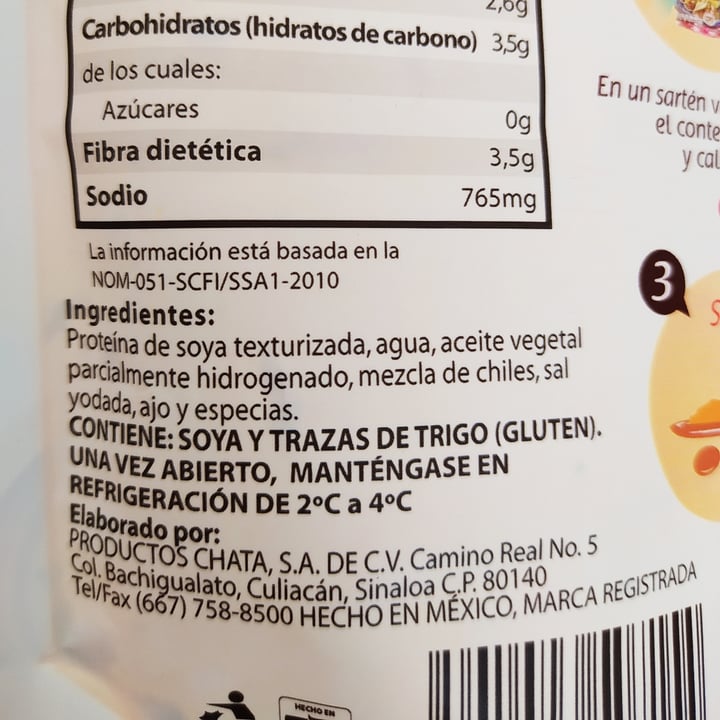 2,6g
Carbohidratos (hidratos de carbono) 3,5g
de los cuales:
Azúcares 0g
Fibra dietética 3,5g
Sodio 765mg
La información está basada en la
NOM-051-SCFI/SSA1-2010
Ingredientes:
Proteína de soya texturizada, agua, aceite vegetal
parcialmente hidrogenado, mezcla de chiles, sal
yodada, ajo y especias.
CONTIENE: SOYA Y TRAZAS DE TRIGO (GLUTEN).
UNA VEZ ABIERTO, MANTÉNGASE EN
REFRIGERACIÓN DE 2ºC a 4ºC
Elaborado por:
PRODUCTOS CHATA, S.A. DE C.V. Camino Real No. 5
Col. Bachigualato, Culiacán, Sinaloa C.P. 80140
Tel/Fax (667) 758-8500 HECHO EN MÉXICO, MARCA REGISTRADA
HECHO EN
En un sartén
el conte
y cal
3